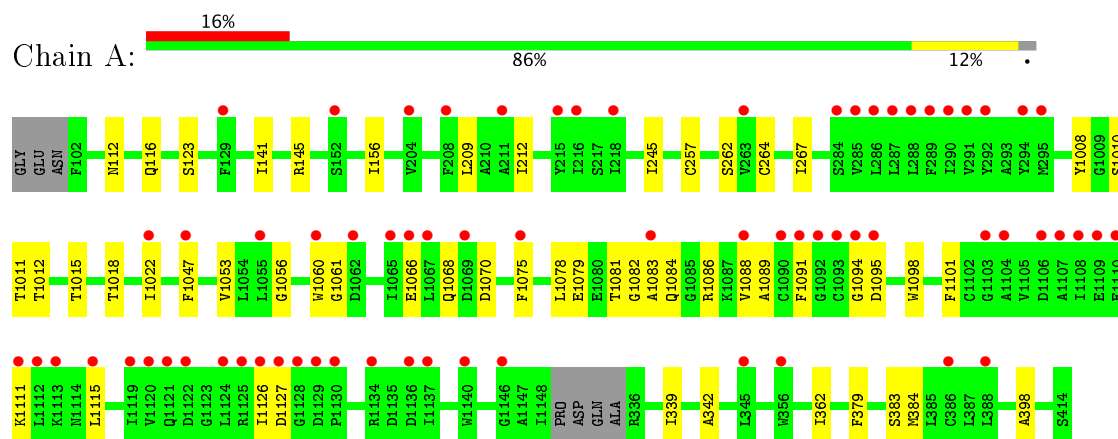 16%
Chain A:
86% 12% •
GLY GLU ASN F102 N112 Q116 S123 F129 I141 R145 S152 I156 V204 F208 L209 A210 A211 I212 Y215 I216 S217 I218 I245 C257 S262 V263 C264 I267 S284 V285 L286 L287 L288 F289 I290 V291 Y292 A293 Y294 M295 Y1008 G1009 S1010
T1011 T1012 T1015 T1018 I1022 F1047 V1053 L1054 L1055 G1056 W1060 G1061 D1062 I1065 E1066 L1067 Q1068 D1069 D1070 F1075 L1078 E1079 E1080 T1081 G1082 A1083 Q1084 G1085 R1086 K1087 V1088 A1089 C1090 F1091 G1092 C1093 G1094 D1095 W1098 F1101 C1102 G1103 A1104 V1105 D1106 A1107 I1108 E1109 E1110
K1111 L1112 K1113 N1114 L1115 I1119 V1120 Q1121 D1122 G1123 L1124 R1125 I1126 D1127 G1128 D1129 P1130 R1134 D1135 D1136 I1137 W1140 G1146 A1147 I1148 PRO ASP GLN ALA R336 I339 A342 L345 W356 I362 F379 S383 M384 L385 C386 L387 L388 A398 S414